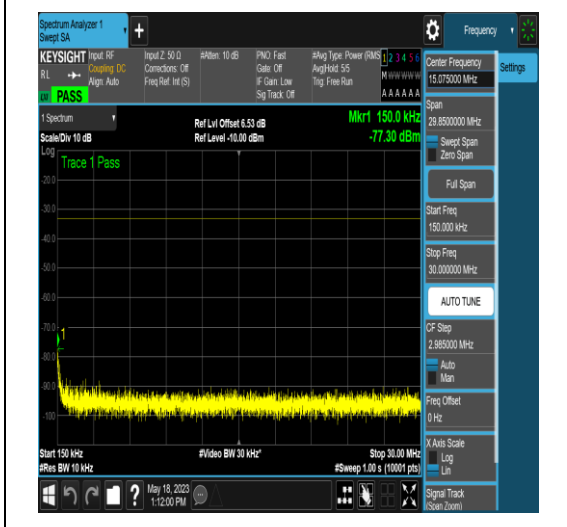 Spectrum Analyzer 1
Swept SA
+
Frequency
KEYSIGHT
RL
Input: RF
Coupling: DC
Align: Auto
Input Z: 50 Ω
Corrections: Off
Freq Ref: Int (S)
#Atten: 10 dB
PNO: Fast
Gate: Off
IF Gain: Low
Sig Track: Off
#Avg Type: Power (RMS
Avg|Hold: 5/5
Trig: Free Run
1 2 3 4 5 6
M W W W W W
A A A A A A
PASS
1 Spectrum
Scale/Div 10 dB
Log
Ref Lvl Offset 6.53 dB
Ref Level -10.00 dBm
Mkr1 150.0 kHz
-77.30 dBm
Trace 1 Pass
-20.0
-30.0
-40.0
-50.0
-60.0
-70.0
-80.0
-90.0
-100
1
Start 150 kHz
#Res BW 10 kHz
#Video BW 30 kHz*
Stop 30.00 MHz
#Sweep 1.00 s (10001 pts)
?
May 18, 2023
1:12:00 PM
Settings
Center Frequency
15.075000 MHz
Span
29.8500000 MHz
Swept Span
Zero Span
Full Span
Start Freq
150.000 kHz
Stop Freq
30.000000 MHz
AUTO TUNE
CF Step
2.985000 MHz
Auto
Man
Freq Offset
0 Hz
X Axis Scale
Log
Lin
Signal Track
(Span Zoom)